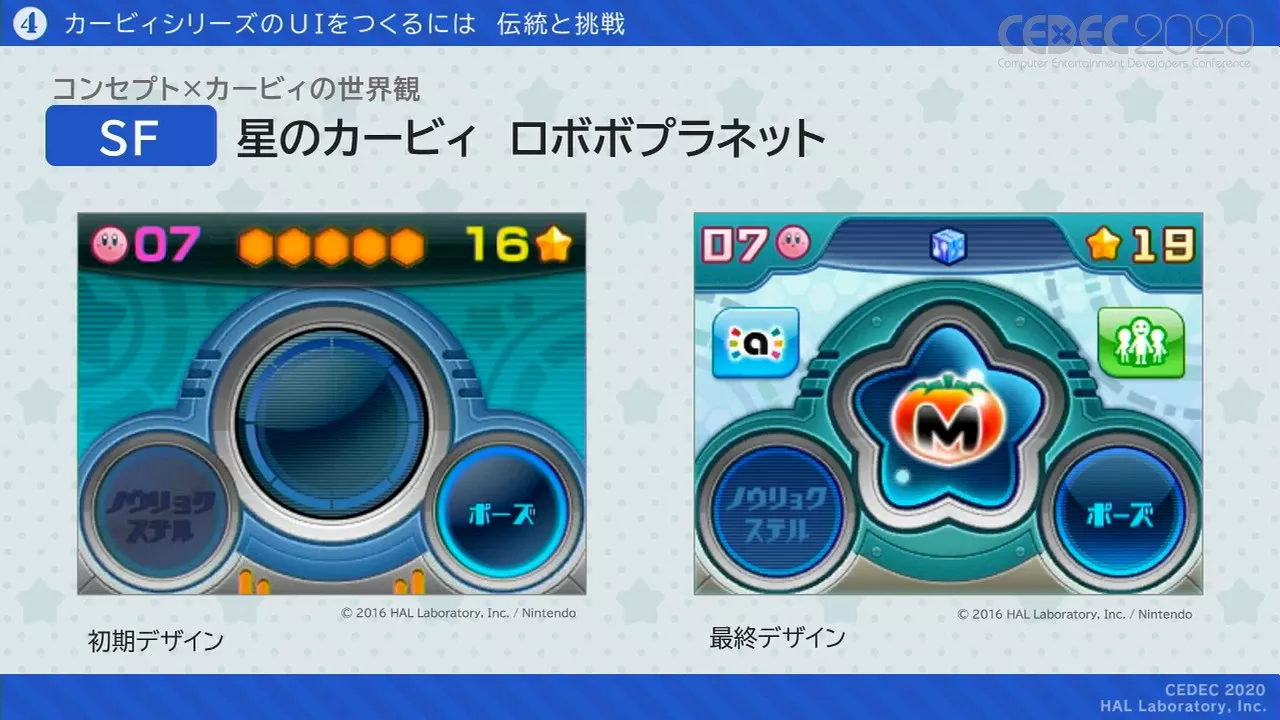 4 カービィシリーズのUIをつくるには 伝統と挑戦
CEDEC 2020
Computer Entertainment Developers Conference
コンセプト×カービィの世界観
SF 星のカービィ ロボボプラネット
07 16
ノウリョク
ステル
ポーズ
© 2016 HAL Laboratory, Inc. / Nintendo
初期デザイン
07 19
a
M
ノウリョク
ステル
ポーズ
© 2016 HAL Laboratory, Inc. / Nintendo
最終デザイン
CEDEC 2020
HAL Laboratory, Inc.